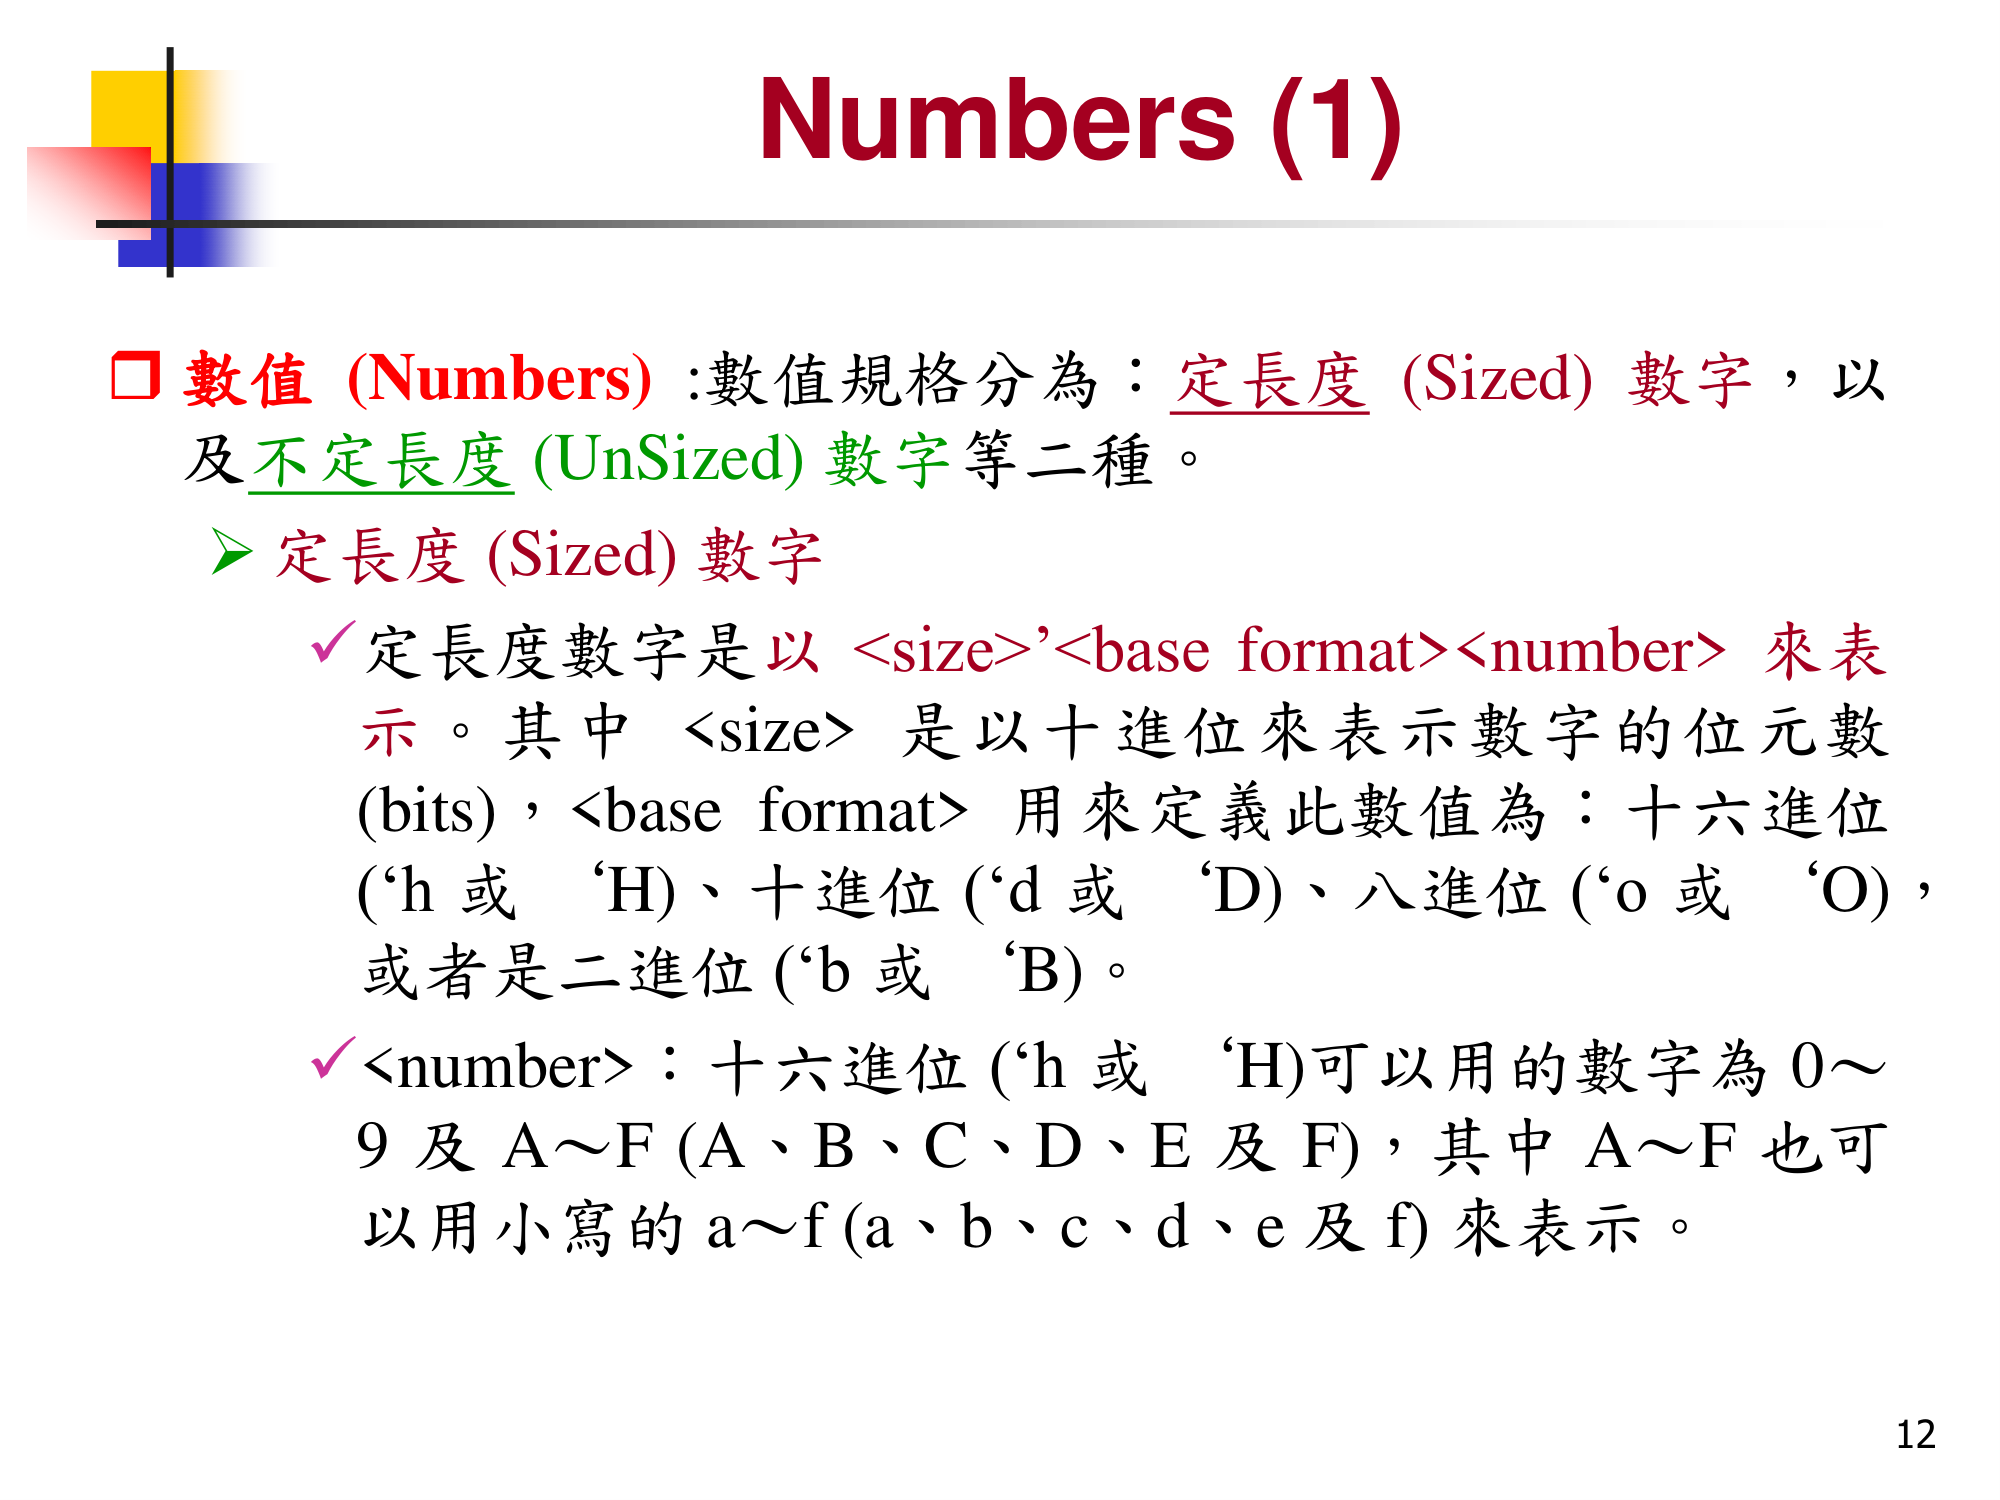 Numbers (1)
數值 (Numbers) :數值規格分為：定長度 (Sized) 數字，以
及不定長度 (UnSized) 數字等二種。
定長度 (Sized) 數字
定長度數字是以 <size>’<base format><number> 來表
示。其中 <size> 是以十進位來表示數字的位元數
(bits)，<base format> 用來定義此數值為：十六進位
(‘h 或 ‘H)、十進位 (‘d 或 ‘D)、八進位 (‘o 或 ‘O)，
或者是二進位 (‘b 或 ‘B)。
<number>：十六進位 (‘h 或 ‘H)可以用的數字為 0～
9 及 A～F (A、B、C、D、E 及 F)，其中 A～F 也可
以用小寫的 a～f (a、b、c、d、e 及 f) 來表示。
12